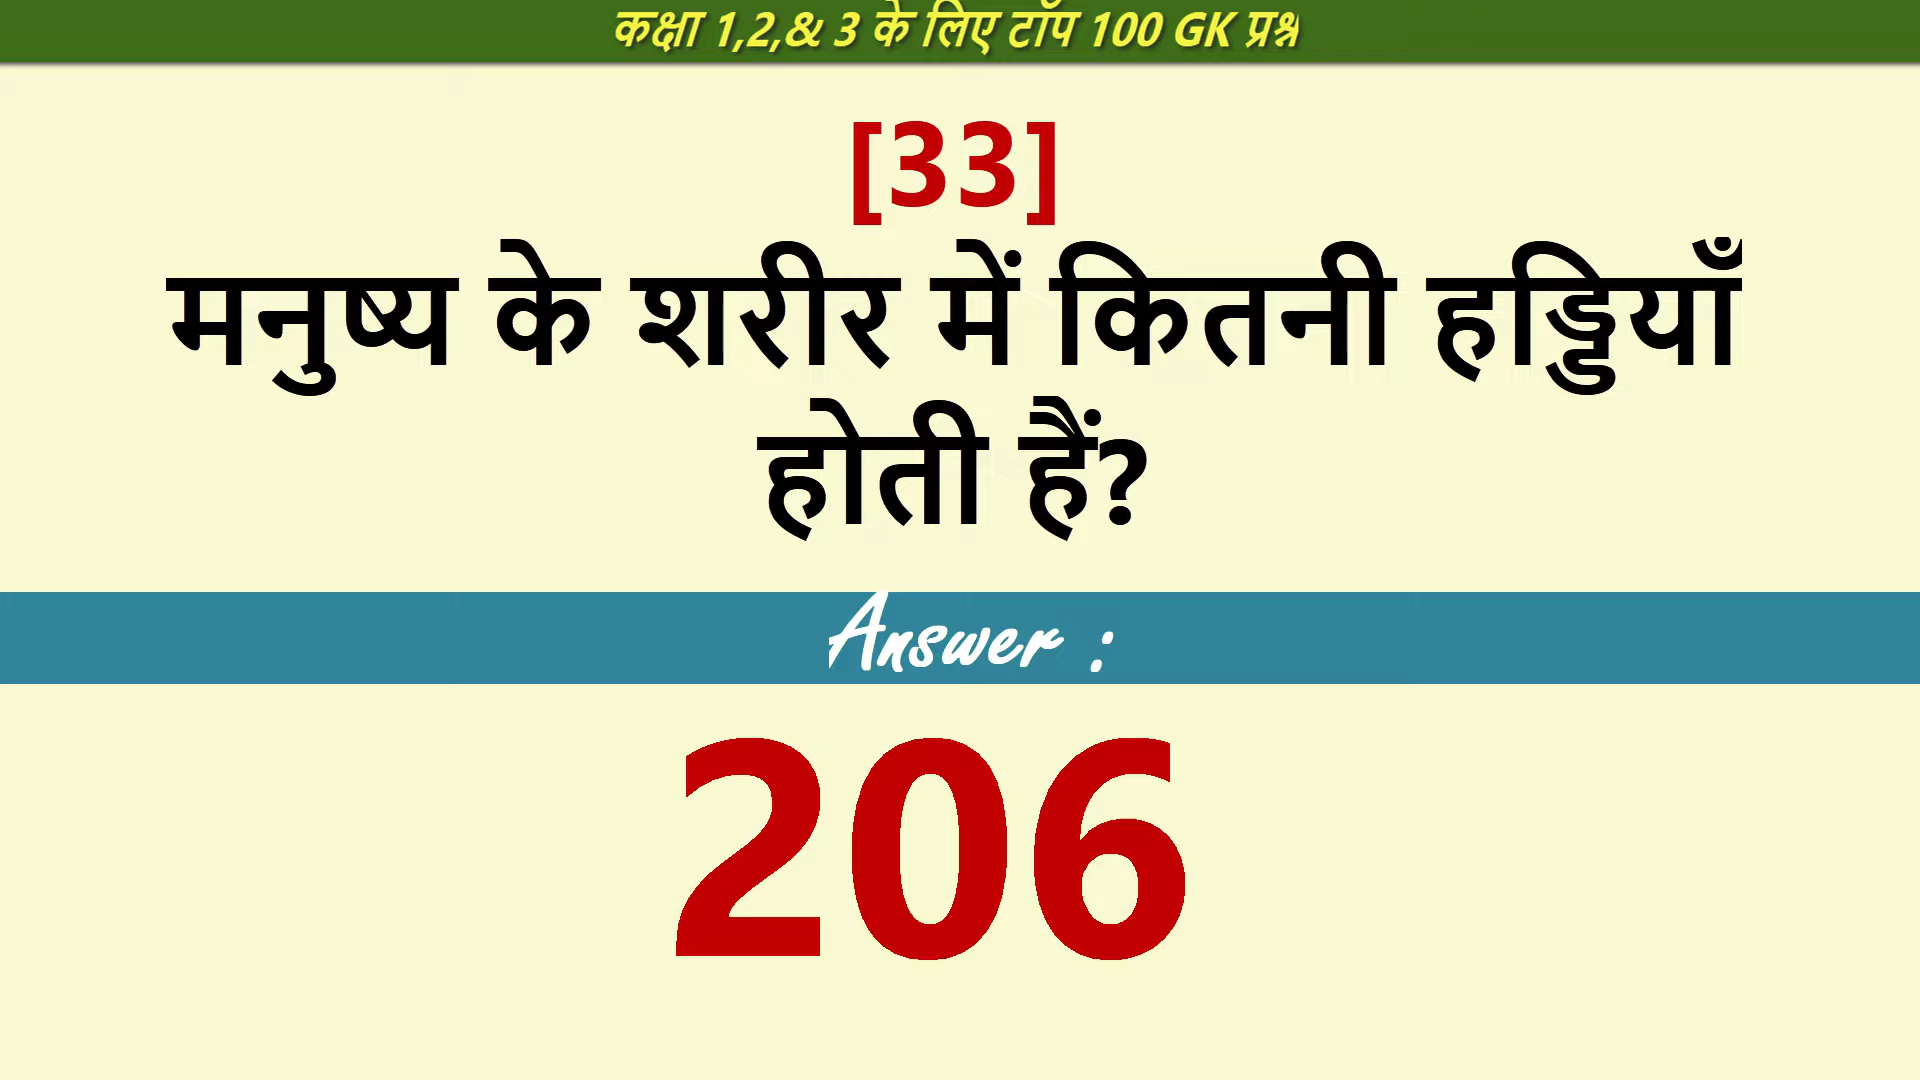 कक्षा 1,2,& 3 के लिए टॉप 100 GK प्रश्न
[33]
मनुष्य के शरीर में कितनी हड्डियाँ
होती हैं?
Answer :
206